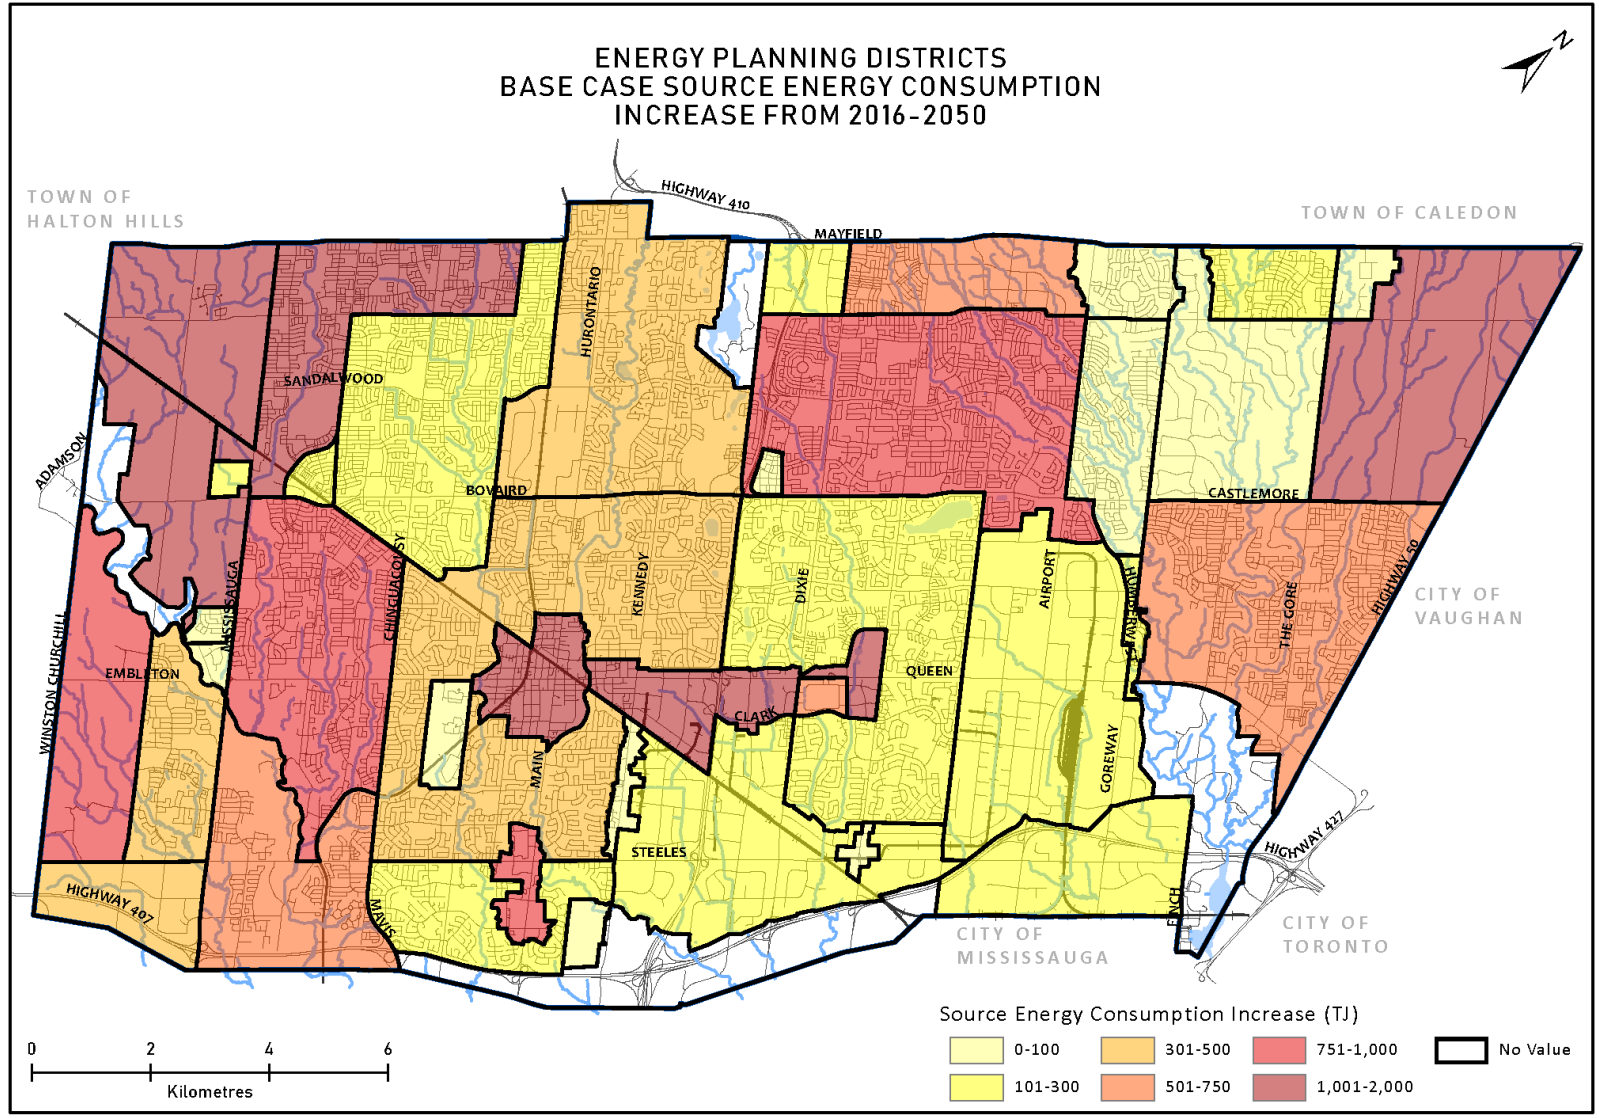 ENERGY PLANNING DISTRICTS
BASE CASE SOURCE ENERGY CONSUMPTION
INCREASE FROM 2016-2050
N
TOWN OF
HALTON HILLS
HIGHWAY 410
TOWN OF CALEDON
MAYFIELD
HURONTARIO
SANDALWOOD
ADAMSON
BOVAIRD
CASTLEMORE
CHINGUACOUSY
MISSISSAUGA
KENNEDY
DIXIE
AIRPORT
HUMBERWEST
THE GORE
HIGHWAY 50
CITY OF
VAUGHAN
WINSTON CHURCHILL
EMBLETON
QUEEN
CLARK
MAIN
GOREWAY
STEELES
HIGHWAY 427
HIGHWAY 407
MAVIS
FINCH
CITY OF
MISSISSAUGA
CITY OF
TORONTO
Source Energy Consumption Increase (TJ)
0-100
301-500
751-1,000
No Value
101-300
501-750
1,001-2,000
0 2 4 6
Kilometres